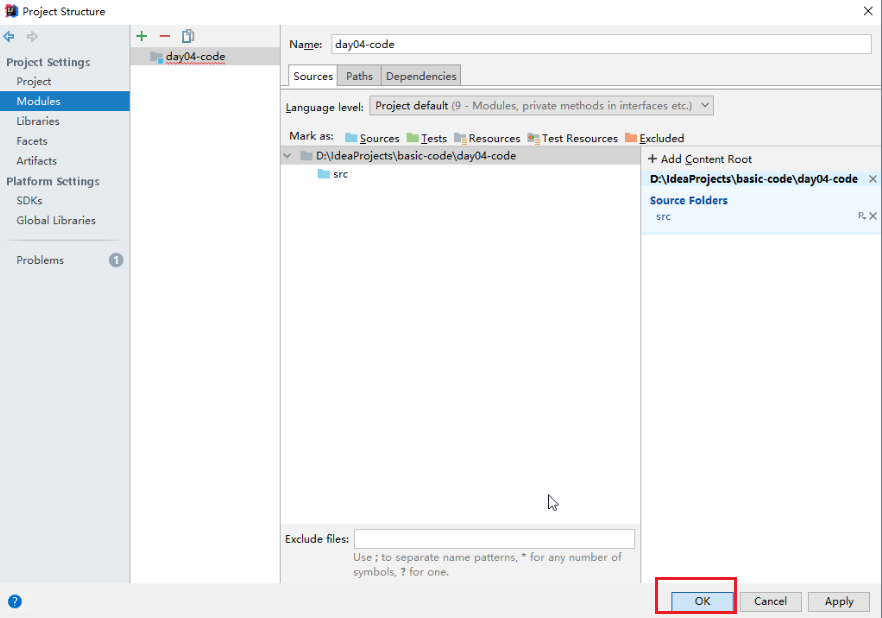 Project Structure
Project Settings
Project
Modules
Libraries
Facets
Artifacts
Platform Settings
SDKs
Global Libraries
Problems 1
day04-code
Name: day04-code
Sources Paths Dependencies
Language level: Project default (9 - Modules, private methods in interfaces etc.)
Mark as: Sources Tests Resources Test Resources Excluded
D:\IdeaProjects\basic-code\day04-code
src
+ Add Content Root
D:\IdeaProjects\basic-code\day04-code
Source Folders
src
Exclude files:
Use ; to separate name patterns, * for any number of
symbols, ? for one.
?
OK Cancel Apply